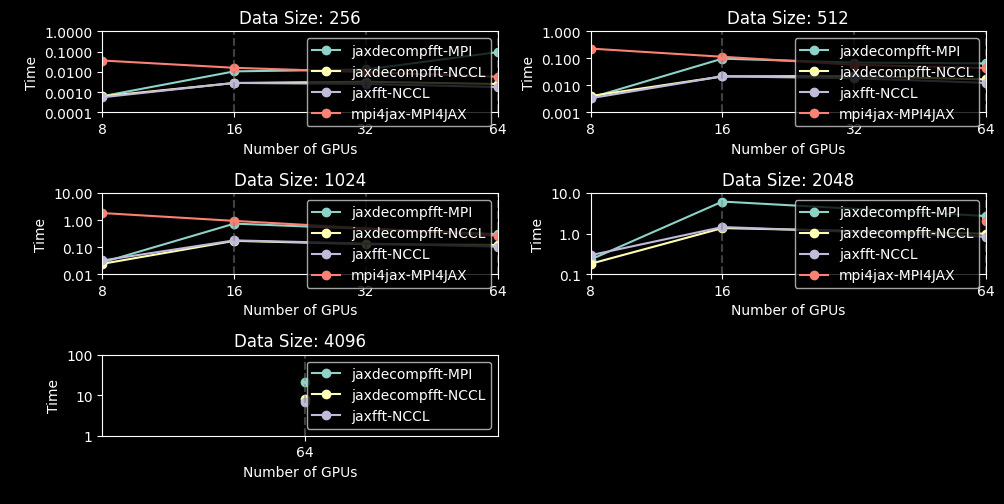 Data Size: 256
Time
1.0000
0.1000
0.0100
0.0010
0.0001
8
16
32
64
Number of GPUs
jaxdecompfft-MPI
jaxdecompfft-NCCL
jaxfft-NCCL
mpi4jax-MPI4JAX
Data Size: 512
Time
1.000
0.100
0.010
0.001
8
16
32
64
Number of GPUs
jaxdecompfft-MPI
jaxdecompfft-NCCL
jaxfft-NCCL
mpi4jax-MPI4JAX
Data Size: 1024
Time
10.00
1.00
0.10
0.01
8
16
32
64
Number of GPUs
jaxdecompfft-MPI
jaxdecompfft-NCCL
jaxfft-NCCL
mpi4jax-MPI4JAX
Data Size: 2048
Time
10.0
1.0
0.1
8
16
32
64
Number of GPUs
jaxdecompfft-MPI
jaxdecompfft-NCCL
jaxfft-NCCL
mpi4jax-MPI4JAX
Data Size: 4096
Time
100
10
1
64
Number of GPUs
jaxdecompfft-MPI
jaxdecompfft-NCCL
jaxfft-NCCL